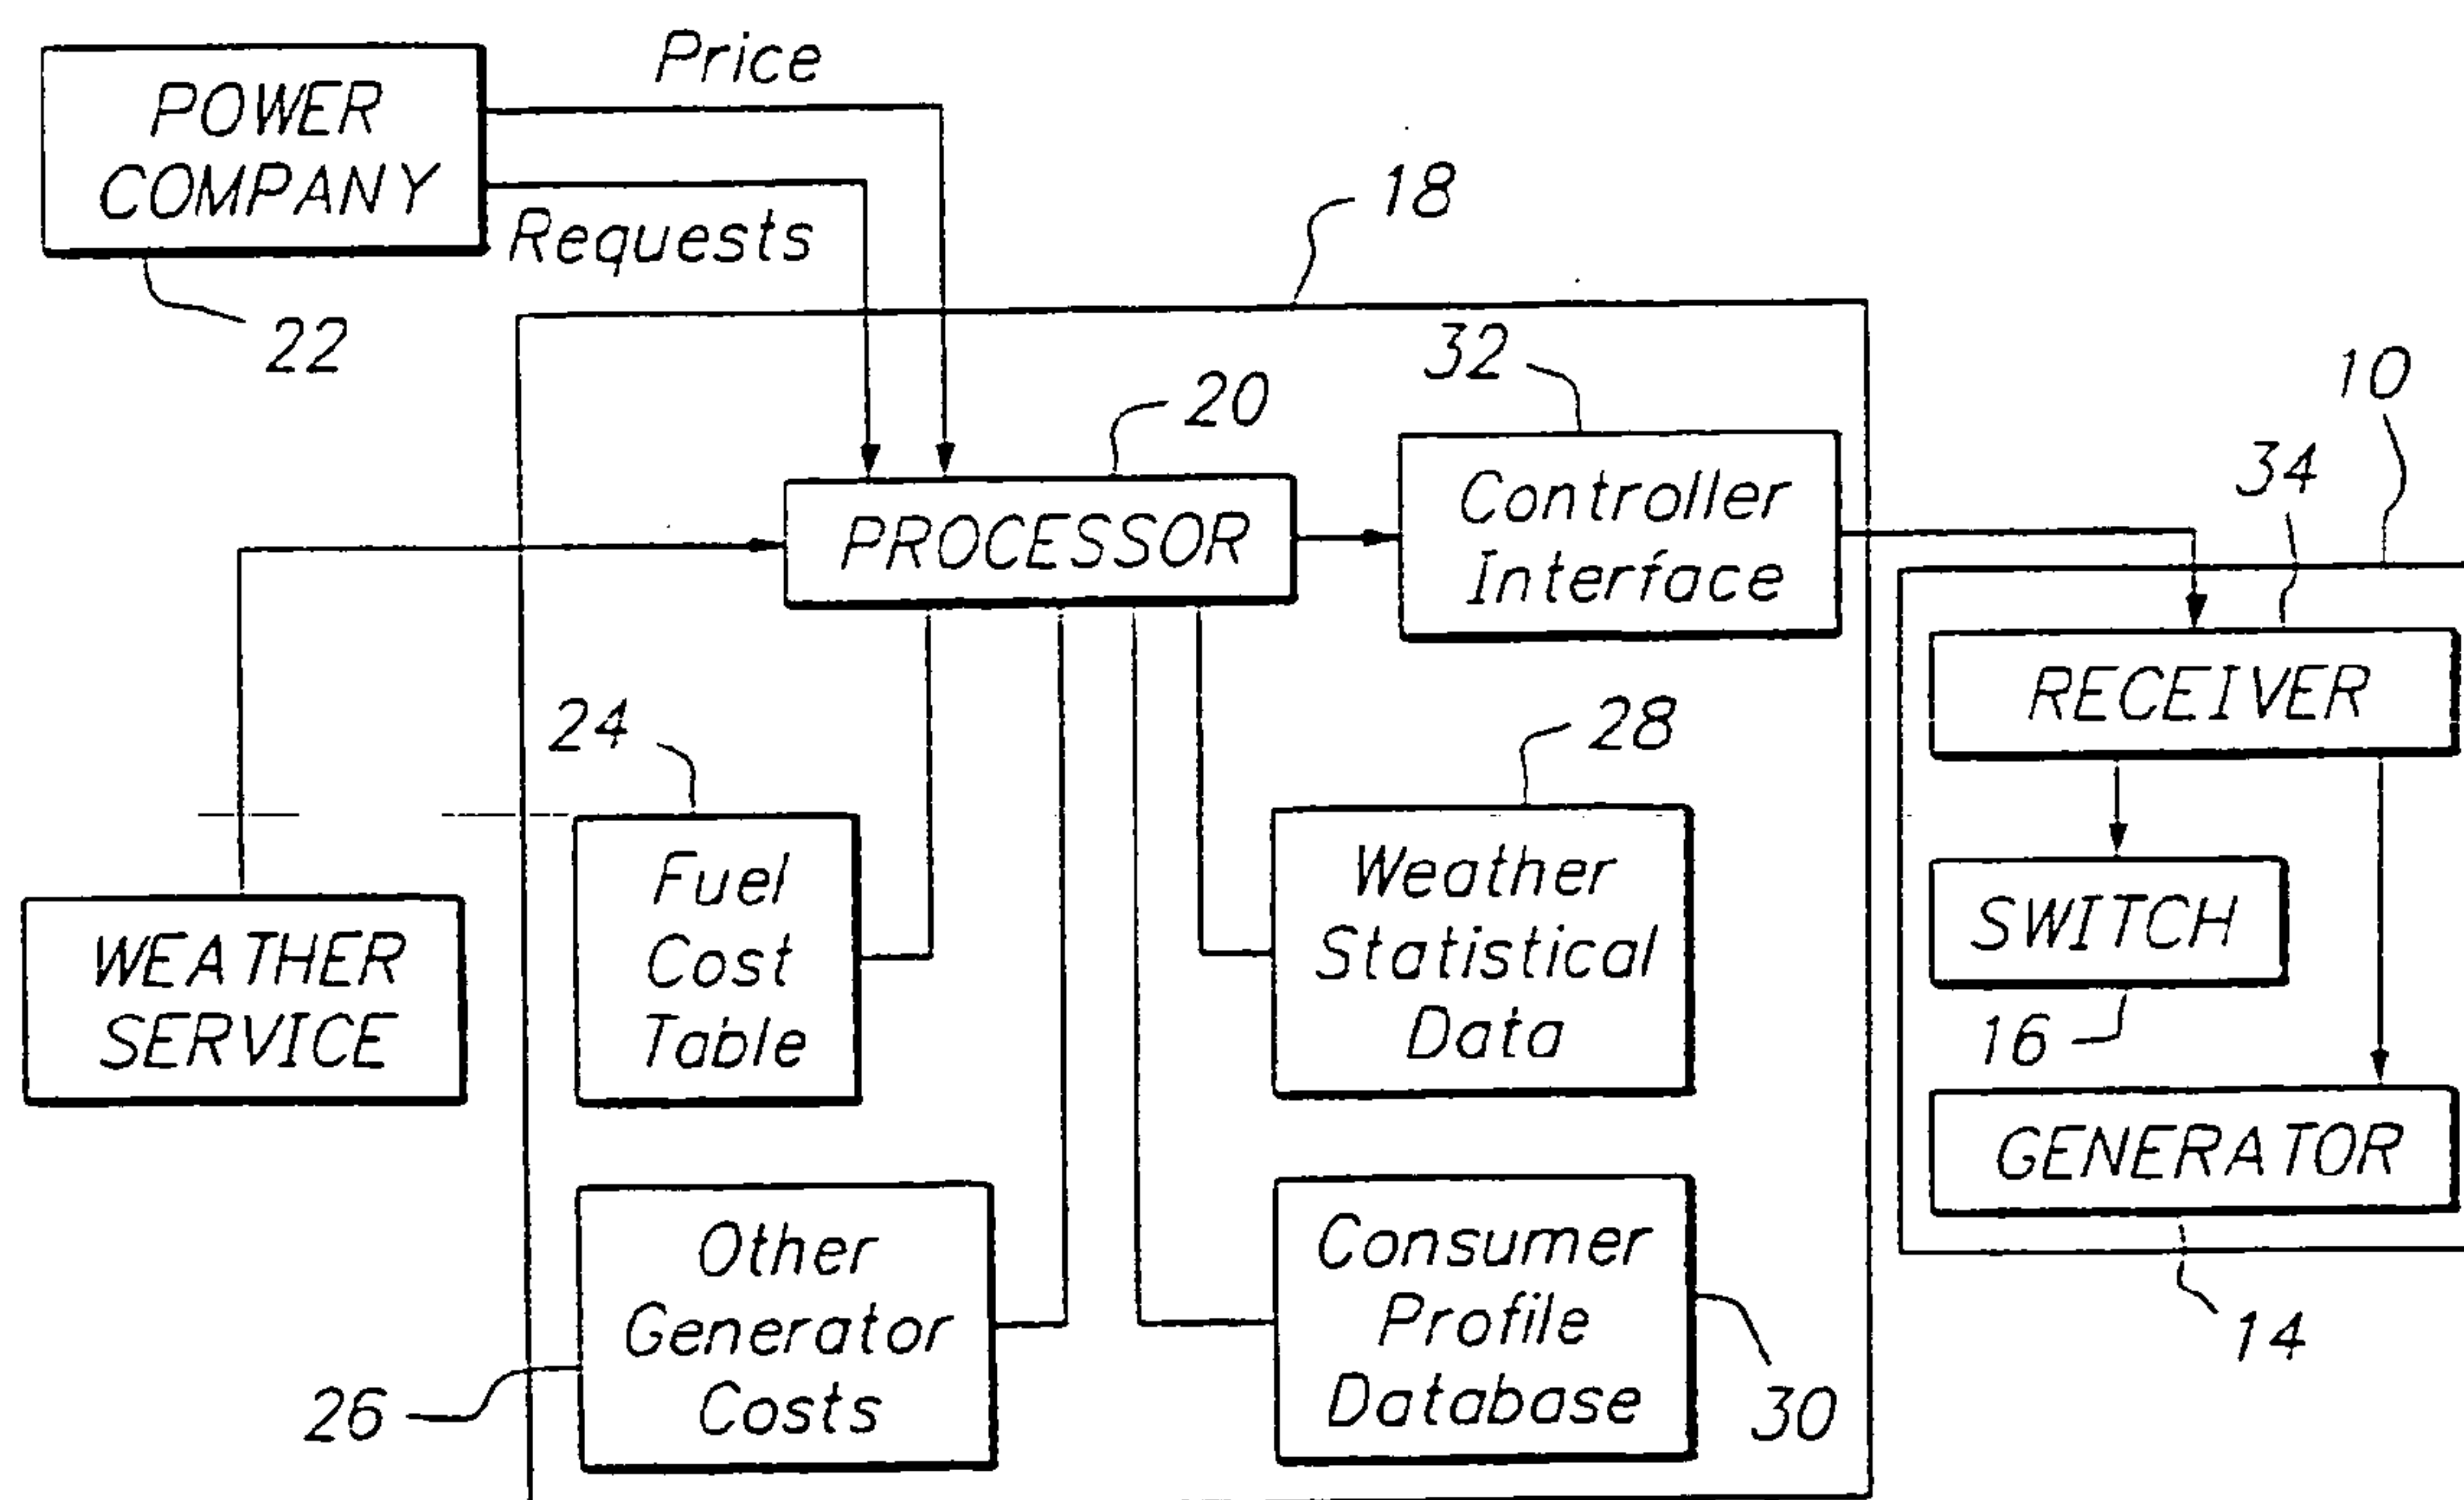 POWER
COMPANY
Price
Requests
22
18
32
10
20
34
PROCESSOR
Controller
Interface
RECEIVER
24
28
Fuel
Cost
Table
Weather
Statistical
Data
WEATHER
SERVICE
SWITCH
16
GENERATOR
14
Other
Generator
Costs
26
Consumer
Profile
Database
30